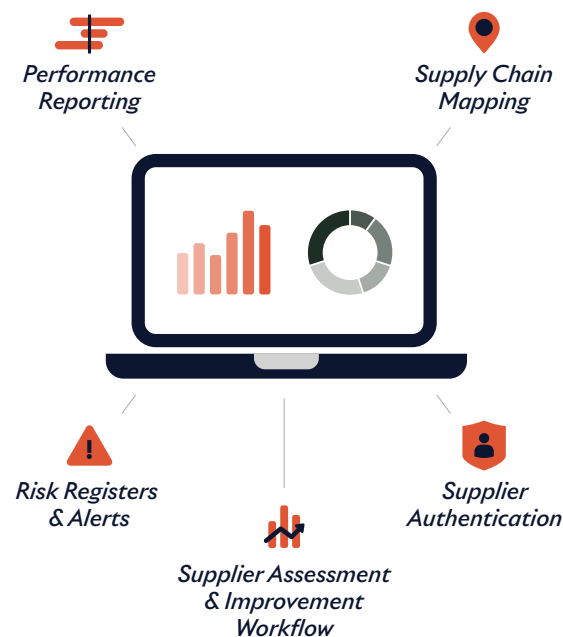 Performance
Reporting
Supply Chain
Mapping
Risk Registers
& Alerts
Supplier
Authentication
Supplier Assessment
& Improvement
Workflow